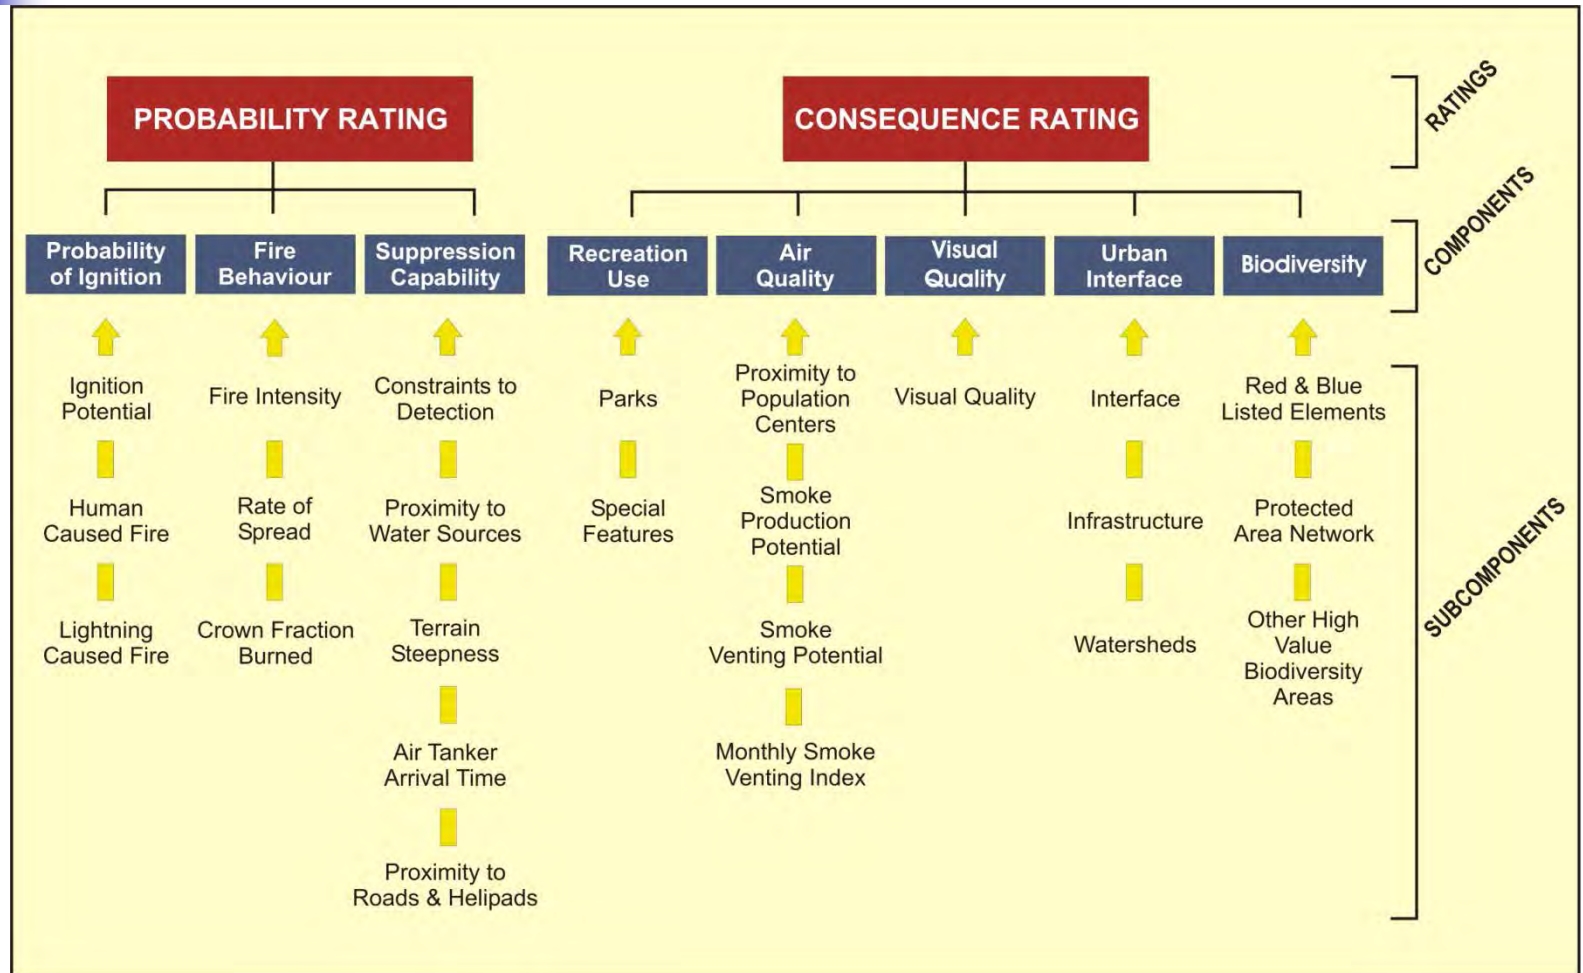 PROBABILITY RATING
CONSEQUENCE RATING
RATINGS
Probability
of Ignition
Fire
Behaviour
Suppression
Capability
Recreation
Use
Air
Quality
Visual
Quality
Urban
Interface
Biodiversity
COMPONENTS
Ignition
Potential
Human
Caused Fire
Lightning
Caused Fire
Fire Intensity
Rate of
Spread
Crown Fraction
Burned
Constraints to
Detection
Proximity to
Water Sources
Terrain
Steepness
Air Tanker
Arrival Time
Proximity to
Roads & Helipads
Parks
Special
Features
Proximity to
Population
Centers
Smoke
Production
Potential
Smoke
Venting Potential
Monthly Smoke
Venting Index
Visual Quality
Interface
Infrastructure
Watersheds
Red & Blue
Listed Elements
Protected
Area Network
Other High
Value
Biodiversity
Areas
SUBCOMPONENTS